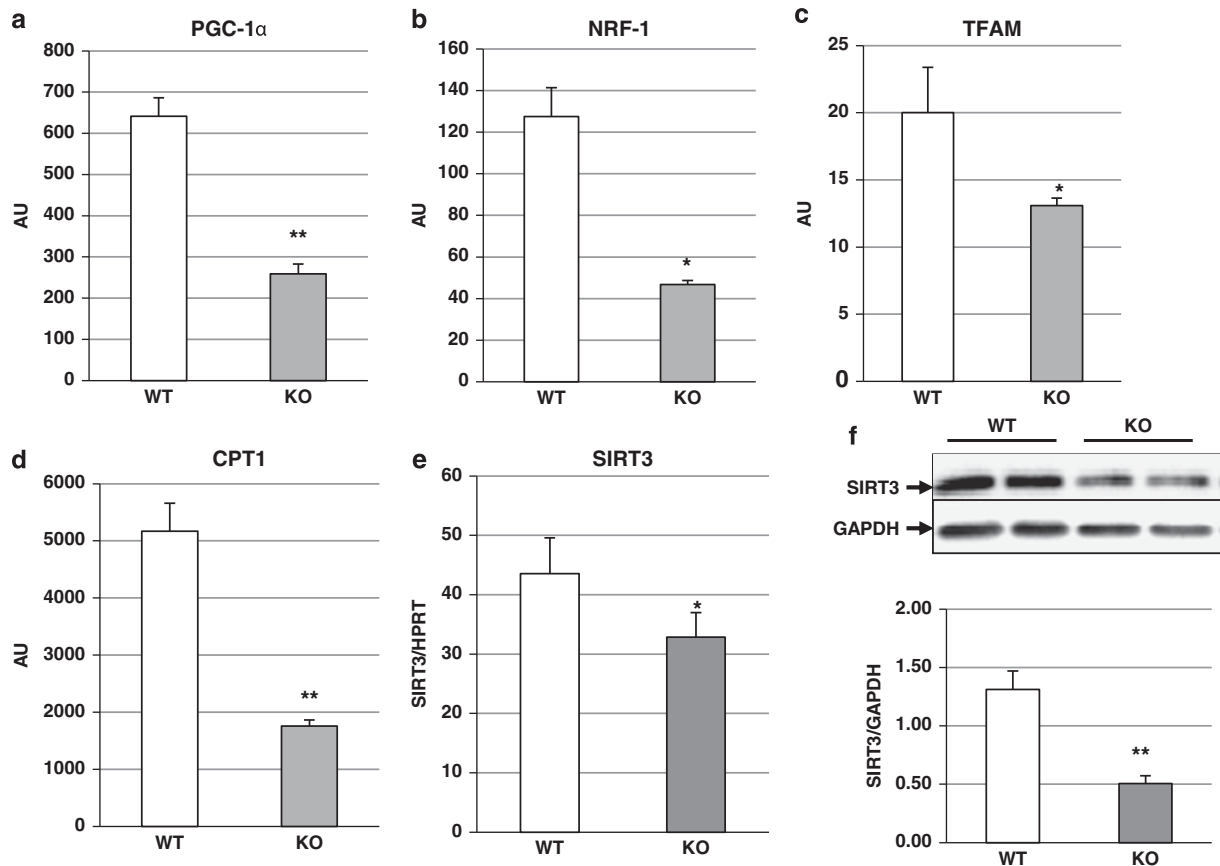 a
PGC-1α
800
700
600
500
400
300
200
100
0
AU
**
WT KO
b
NRF-1
160
140
120
100
80
60
40
20
0
AU
*
WT KO
c
TFAM
25
20
15
10
5
0
AU
*
WT KO
d
CPT1
6000
5000
4000
3000
2000
1000
0
AU
**
WT KO
e
SIRT3
60
50
40
30
20
10
0
SIRT3/HPRT
*
WT KO
f
WT KO
SIRT3
GAPDH
2.00
1.50
1.00
0.50
0.00
SIRT3/GAPDH
**
WT KO